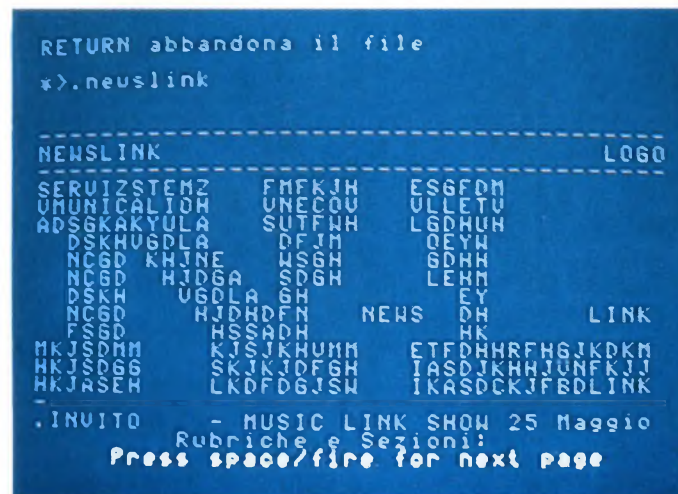 RETURN abbandona il file
*>.newslink
NEWSLINK LOGO
SERVIZSTEMZ FMFKJH ESGFDM
VMUNICALIOH VNECOV VLLETV
ADSGKAKYULA SUTFWH LGDHUH
DSKHVGDLA DFJM QEYW
NCGD KHJNE WSGH GDHH
NCGD HJDGA SDGH LEHM
DSKH VGDLA GH EY
NCGD HJDHDFN NEWS DH LINK
FSGD HSSADH HK
MKJSDMM KJSJKHUMM ETFDHHRFHGJKDKM
HKJSDGG SKJKJDFGH IASDJKHHJVNFKJJ
HKJASEH LKDFDGJSW IKASDCKJFBDLINK
.INVITO - MUSIC LINK SHOW 25 Maggio
Rubriche e Sezioni:
Press space/fire for next page